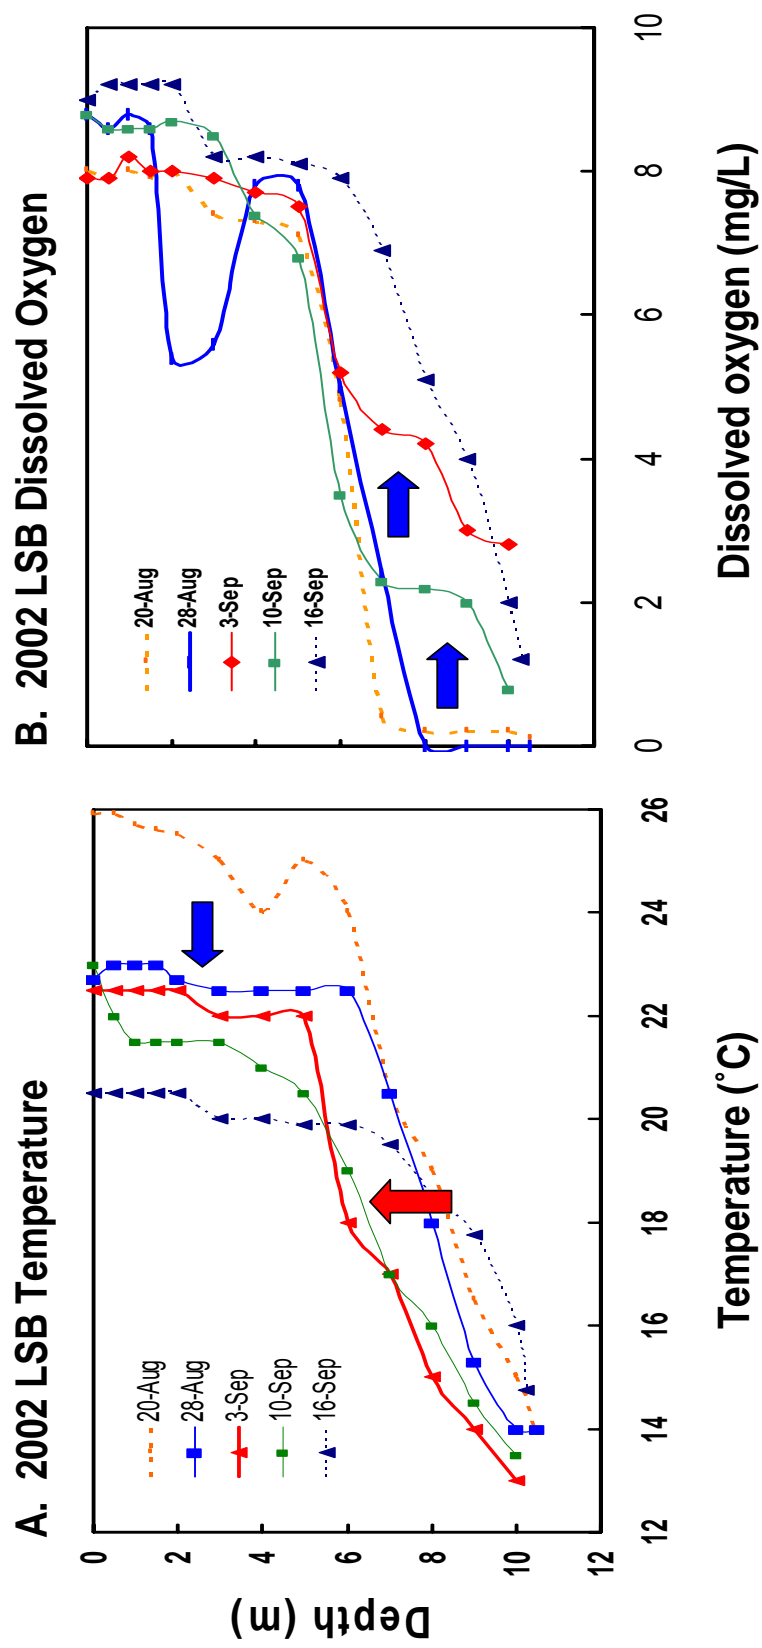 A. 2002 LSB Temperature
Depth (m)
0
2
4
6
8
10
12
20-Aug
28-Aug
3-Sep
10-Sep
16-Sep
12
14
16
18
20
22
24
26
Temperature (˚C)
B. 2002 LSB Dissolved Oxygen
20-Aug
28-Aug
3-Sep
10-Sep
16-Sep
0
2
4
6
8
10
Dissolved oxygen (mg/L)